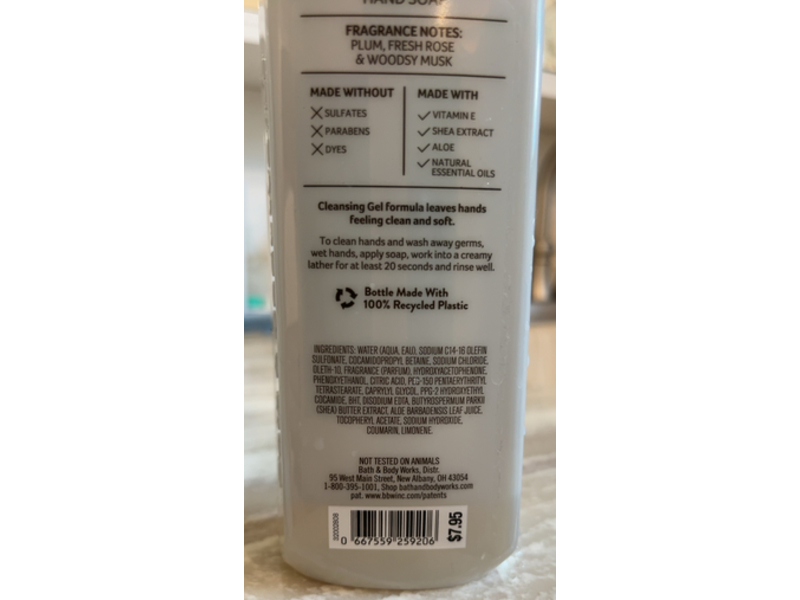 HAND SOAP
FRAGRANCE NOTES:
PLUM, FRESH ROSE
& WOODSY MUSK
MADE WITHOUT
SULFATES
PARABENS
DYES
MADE WITH
VITAMIN E
SHEA EXTRACT
ALOE
NATURAL
ESSENTIAL OILS
Cleansing Gel formula leaves hands
feeling clean and soft.
To clean hands and wash away germs,
wet hands, apply soap, work into a creamy
lather for at least 20 seconds and rinse well.
Bottle Made With
100% Recycled Plastic
INGREDIENTS: WATER (AQUA, EAU), SODIUM C14-16 OLEFIN
SULFONATE, COCAMIDOPROPYL BETAINE, SODIUM CHLORIDE,
OLETH-10, FRAGRANCE (PARFUM), HYDROXYACETOPHENONE,
PHENOXYETHANOL, CITRIC ACID, PEG-150 PENTAERYTHRITYL
TETRASTEARATE, CAPRYLYL GLYCOL, PPG-2 HYDROXYETHYL
COCAMIDE, BHT, DISODIUM EDTA, BUTYROSPERMUM PARKII
(SHEA) BUTTER EXTRACT, ALOE BARBADENSIS LEAF JUICE,
TOCOPHERYL ACETATE, SODIUM HYDROXIDE,
COUMARIN, LIMONENE.
NOT TESTED ON ANIMALS
Bath & Body Works, Distr.
95 West Main Street, New Albany, OH 43054
1-800-395-1001, Shop bathandbodyworks.com
pat. www.bbwinc.com/patents
0 667559 259206
$7.95